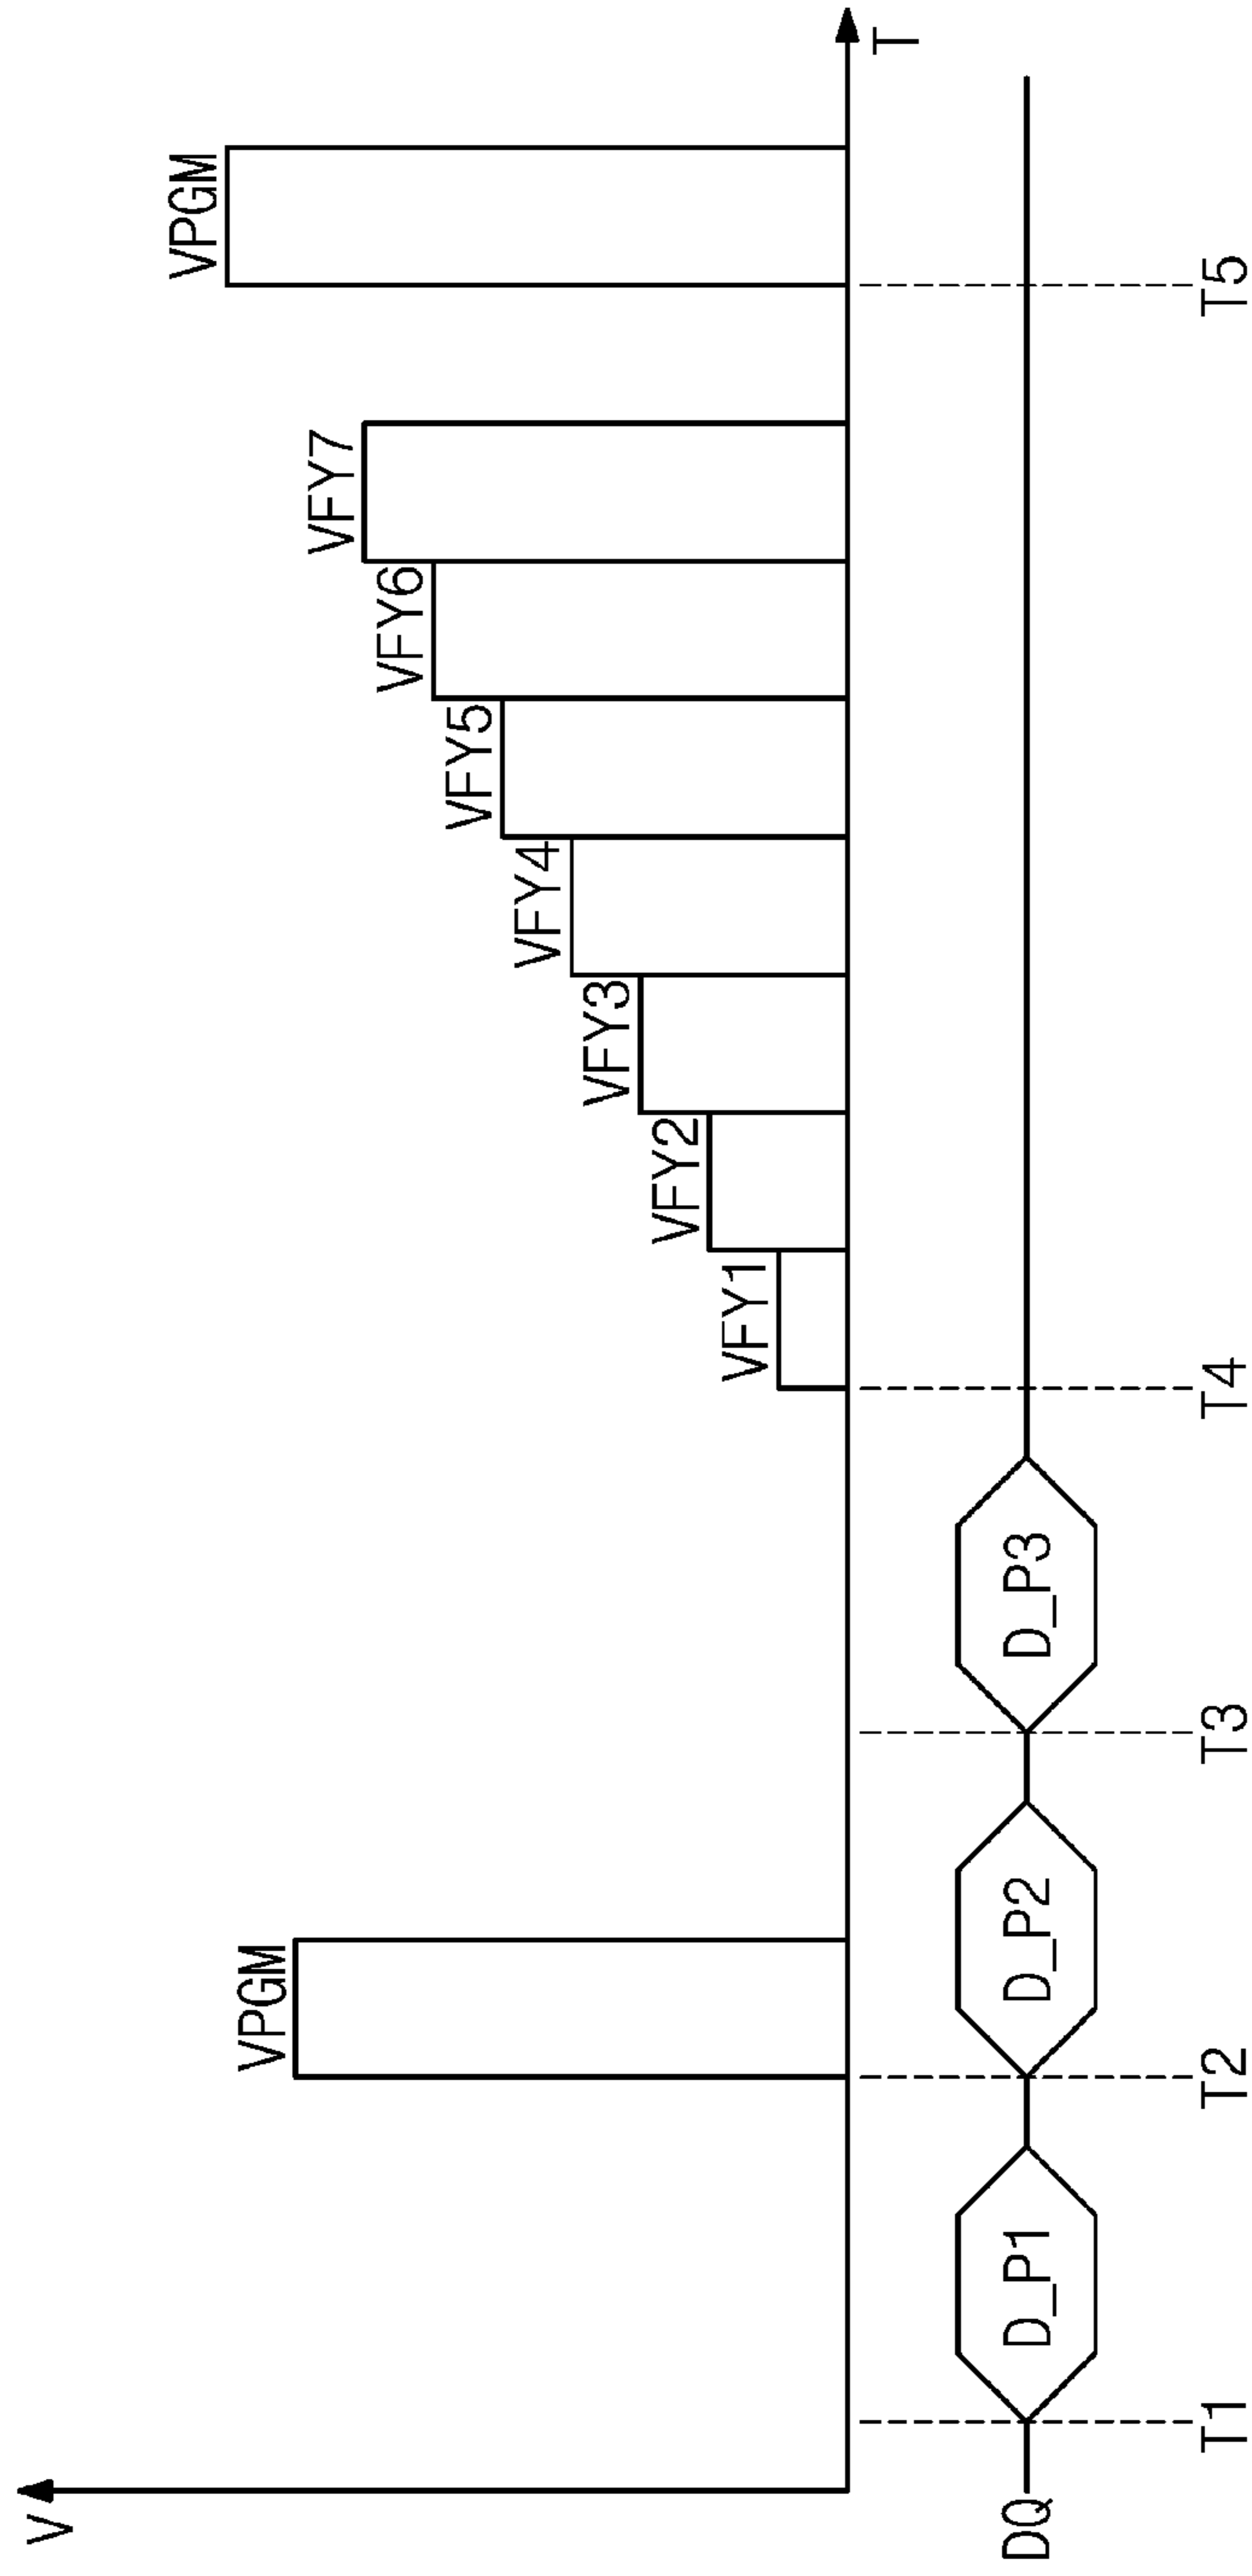 V
VPGM
VPGM
VFY7
VFY6
VFY5
VFY4
VFY3
VFY2
VFY1
T
DQ
D_P1
D_P2
D_P3
T1
T2
T3
T4
T5